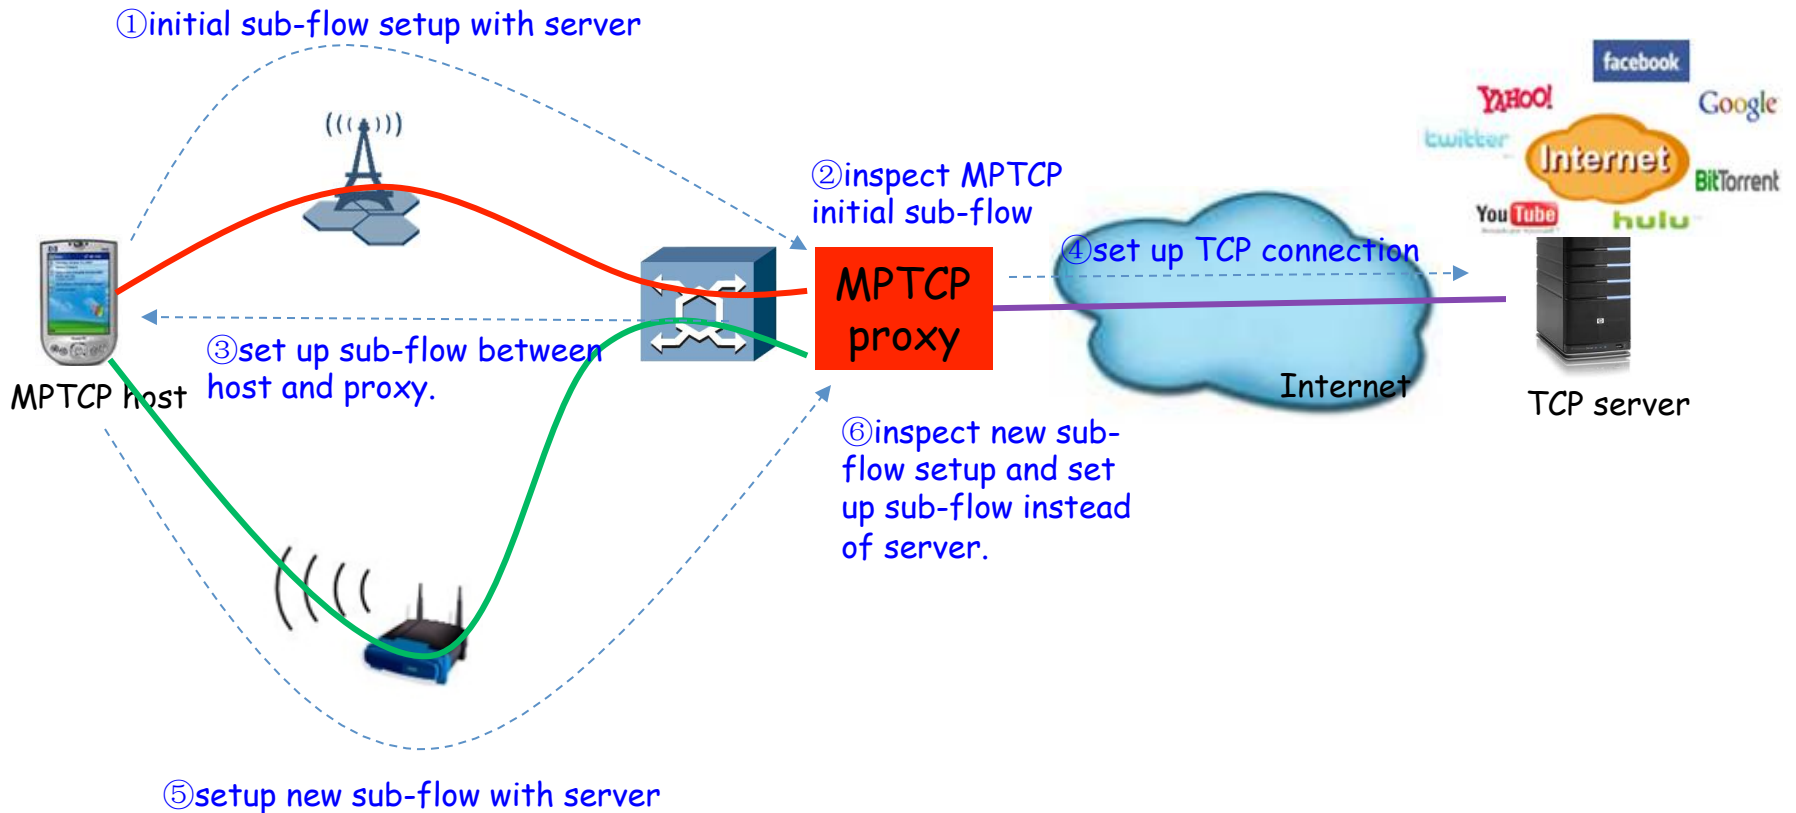 ①initial sub-flow setup with server
facebook
YAHOO!
Google
twitter
Internet
BitTorrent
You Tube
hulu
②inspect MPTCP
initial sub-flow
④set up TCP connection
MPTCP
proxy
③set up sub-flow between
host and proxy.
MPTCP host
Internet
TCP server
⑥inspect new sub-
flow setup and set
up sub-flow instead
of server.
⑤setup new sub-flow with server